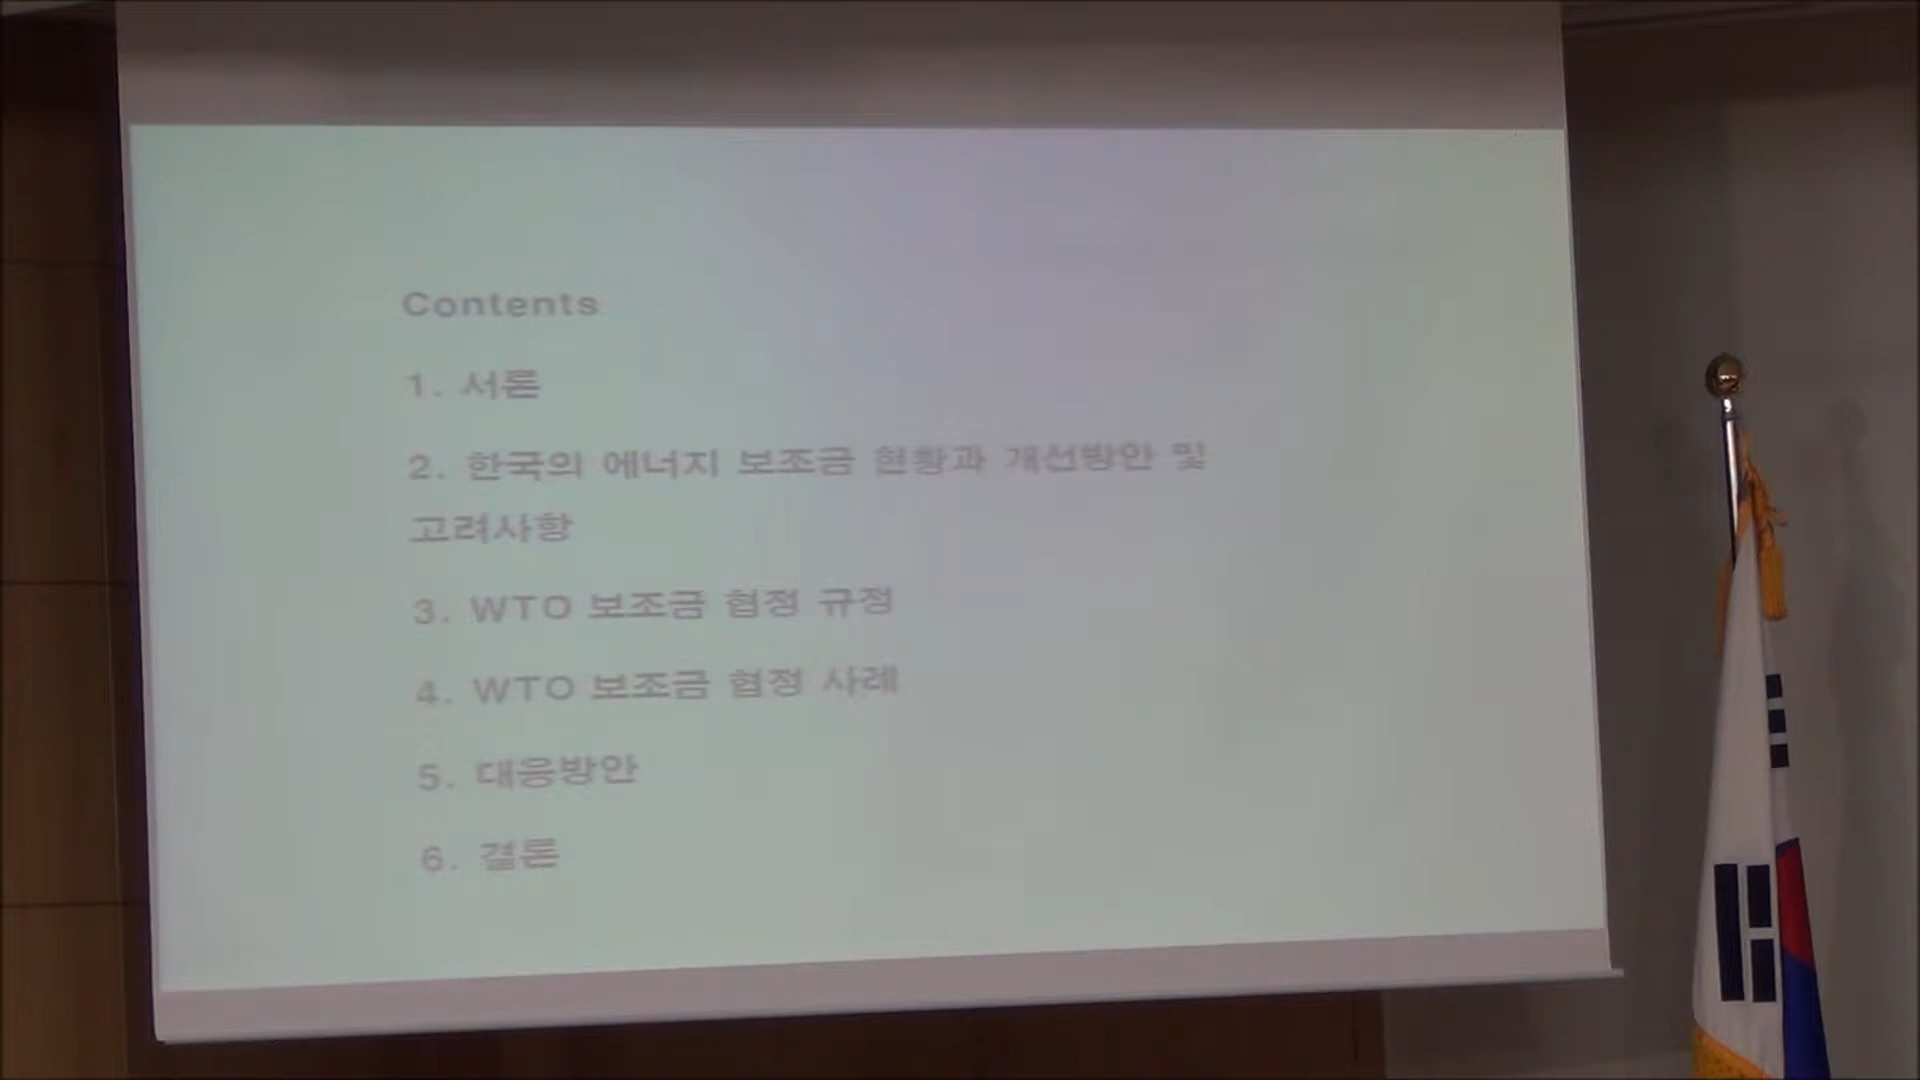 Contents
1. 서론
2. 한국의 에너지 보조금 현황과 개선방안 및
고려사항
3. WTO 보조금 협정 규정
4. WTO 보조금 협정 사례
5. 대응방안
6. 결론